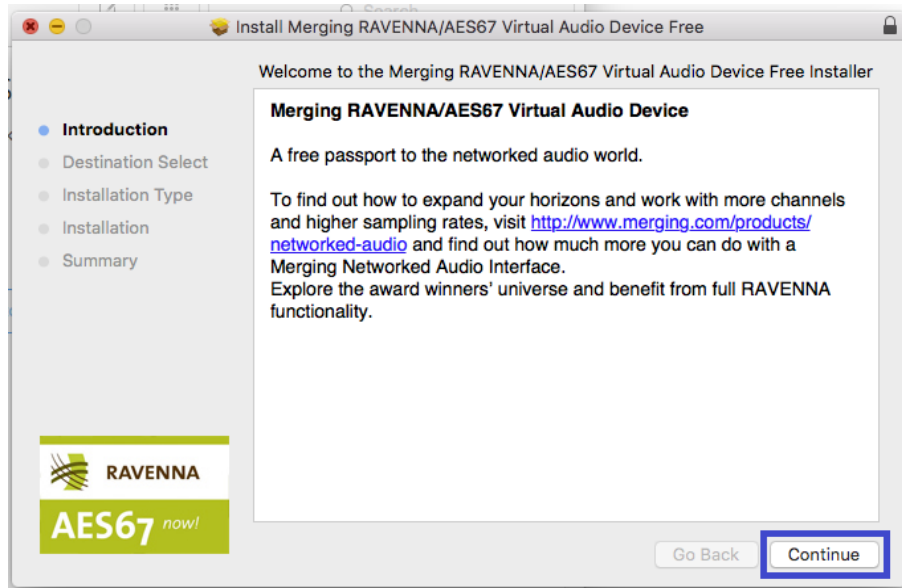 Search
Install Merging RAVENNA/AES67 Virtual Audio Device Free
Welcome to the Merging RAVENNA/AES67 Virtual Audio Device Free Installer
Introduction
Destination Select
Installation Type
Installation
Summary
Merging RAVENNA/AES67 Virtual Audio Device
A free passport to the networked audio world.
To find out how to expand your horizons and work with more channels
and higher sampling rates, visit http://www.merging.com/products/
networked-audio and find out how much more you can do with a
Merging Networked Audio Interface.
Explore the award winners' universe and benefit from full RAVENNA
functionality.
RAVENNA
AES67 now!
Go Back
Continue